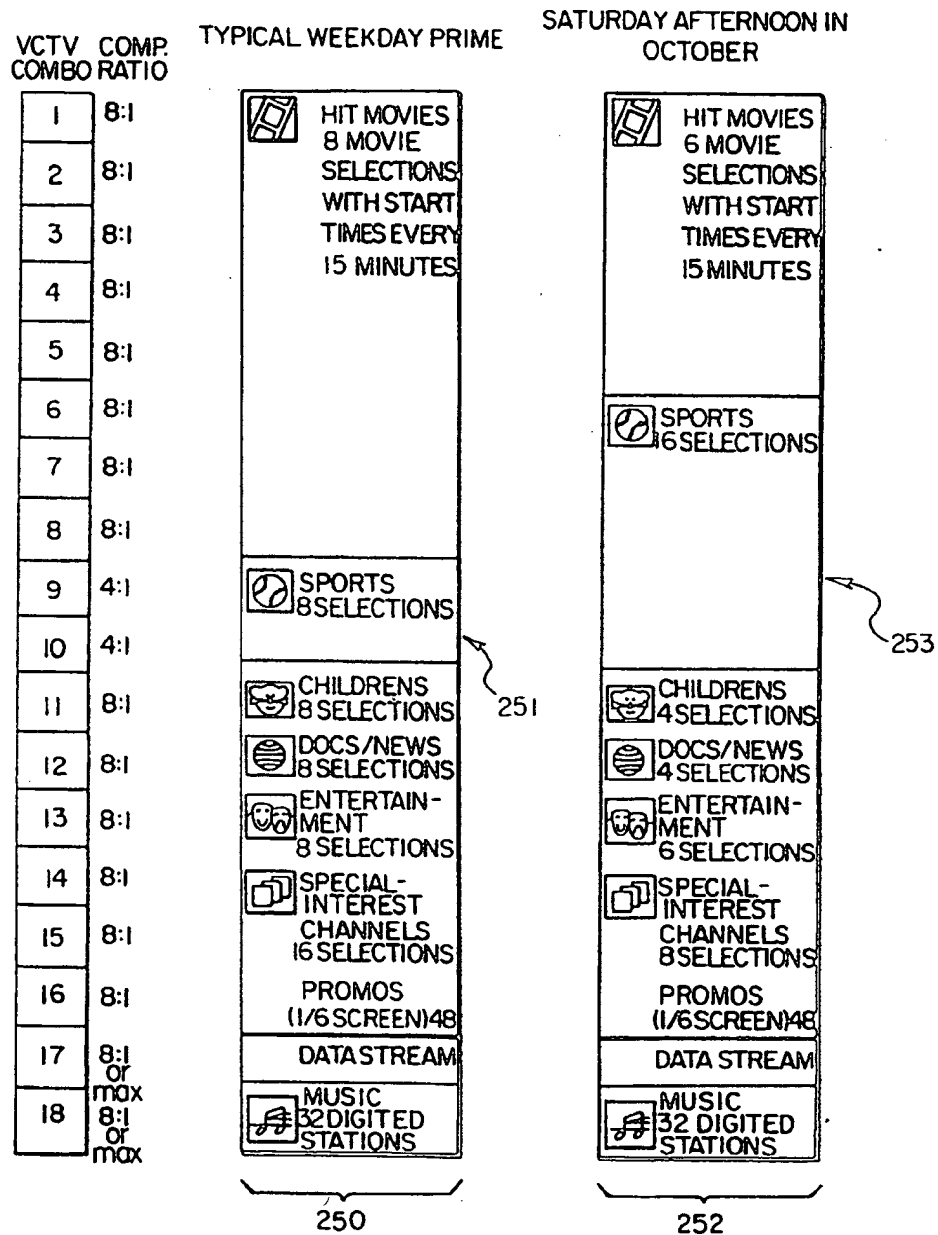 VCTV COMBO
COMP. RATIO
TYPICAL WEEKDAY PRIME
SATURDAY AFTERNOON IN
OCTOBER
1 8:1
2 8:1
3 8:1
4 8:1
5 8:1
6 8:1
7 8:1
8 8:1
9 4:1
10 4:1
11 8:1
12 8:1
13 8:1
14 8:1
15 8:1
16 8:1
17 8:1
or
max
18 8:1
or
max
HIT MOVIES
8 MOVIE
SELECTIONS
WITH START
TIMES EVERY
15 MINUTES
SPORTS
8 SELECTIONS
251
CHILDRENS
8 SELECTIONS
DOCS/NEWS
8 SELECTIONS
ENTERTAIN-
MENT
8 SELECTIONS
SPECIAL-
INTEREST
CHANNELS
16 SELECTIONS
PROMOS
(1/6 SCREEN)48
DATA STREAM
MUSIC
32 DIGITED
STATIONS
250
HIT MOVIES
6 MOVIE
SELECTIONS
WITH START
TIMES EVERY
15 MINUTES
SPORTS
16 SELECTIONS
253
CHILDRENS
4 SELECTIONS
DOCS/NEWS
4 SELECTIONS
ENTERTAIN-
MENT
6 SELECTIONS
SPECIAL-
INTEREST
CHANNELS
8 SELECTIONS
PROMOS
(1/6 SCREEN)48
DATA STREAM
MUSIC
32 DIGITED
STATIONS
252